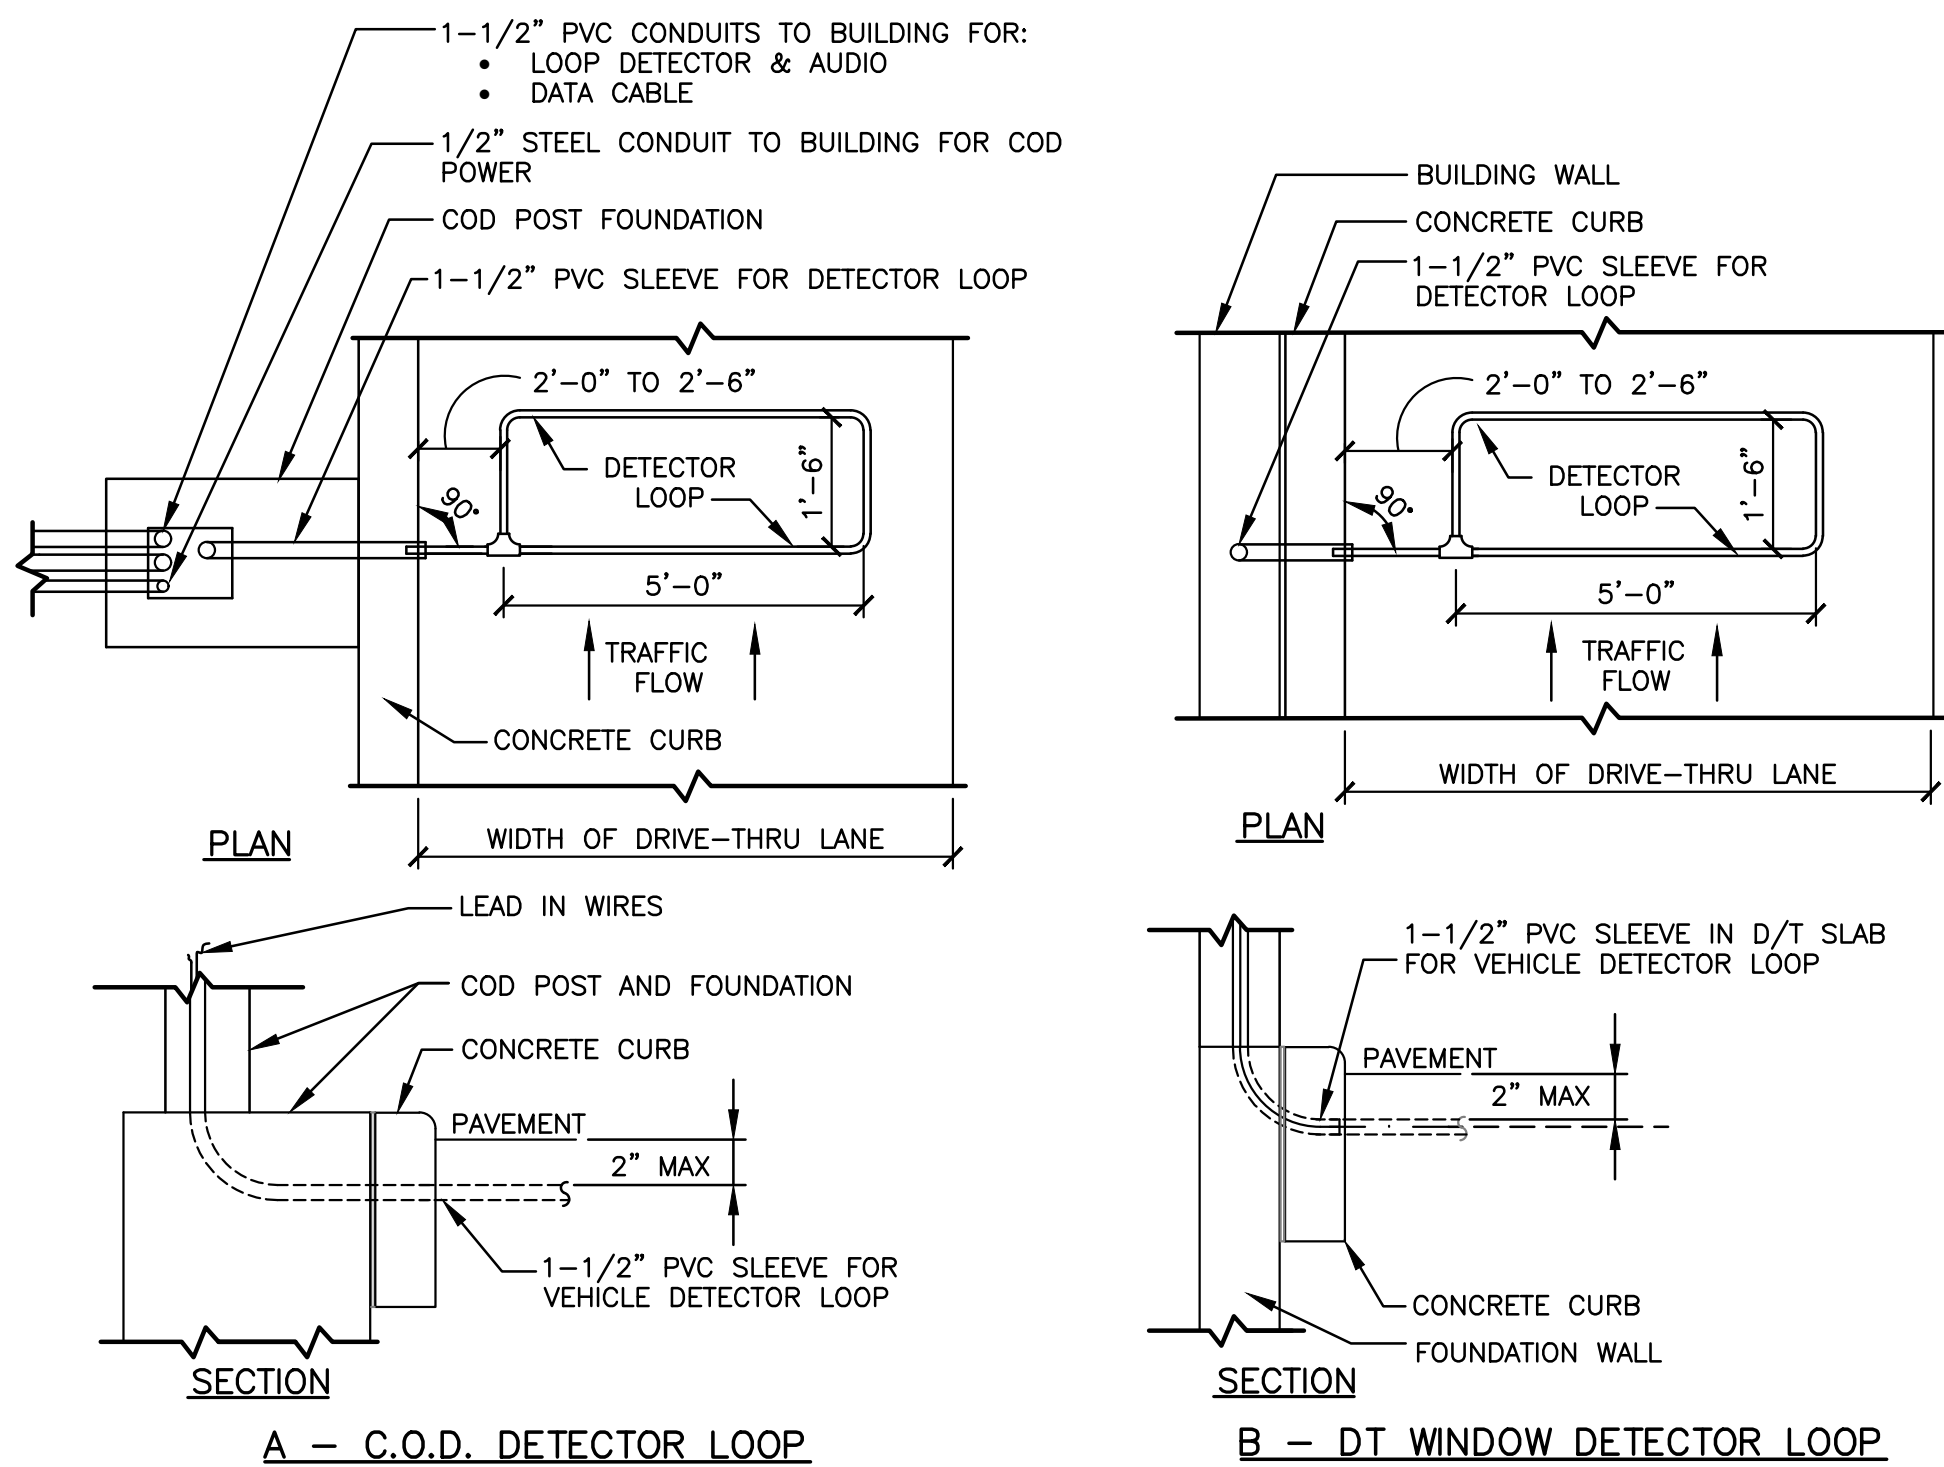 1-1/2" PVC CONDUITS TO BUILDING FOR:
• LOOP DETECTOR & AUDIO
• DATA CABLE
1/2" STEEL CONDUIT TO BUILDING FOR COD
POWER
COD POST FOUNDATION
1-1/2" PVC SLEEVE FOR DETECTOR LOOP
2'-0" TO 2'-6"
DETECTOR
LOOP
1'-6"
90°
5'-0"
TRAFFIC
FLOW
CONCRETE CURB
WIDTH OF DRIVE-THRU LANE
PLAN
BUILDING WALL
CONCRETE CURB
1-1/2" PVC SLEEVE FOR
DETECTOR LOOP
2'-0" TO 2'-6"
DETECTOR
LOOP
1'-6"
90°
5'-0"
TRAFFIC
FLOW
WIDTH OF DRIVE-THRU LANE
PLAN
LEAD IN WIRES
COD POST AND FOUNDATION
CONCRETE CURB
PAVEMENT
2" MAX
1-1/2" PVC SLEEVE FOR
VEHICLE DETECTOR LOOP
SECTION
A - C.O.D. DETECTOR LOOP
1-1/2" PVC SLEEVE IN D/T SLAB
FOR VEHICLE DETECTOR LOOP
PAVEMENT
2" MAX
CONCRETE CURB
FOUNDATION WALL
SECTION
B - DT WINDOW DETECTOR LOOP